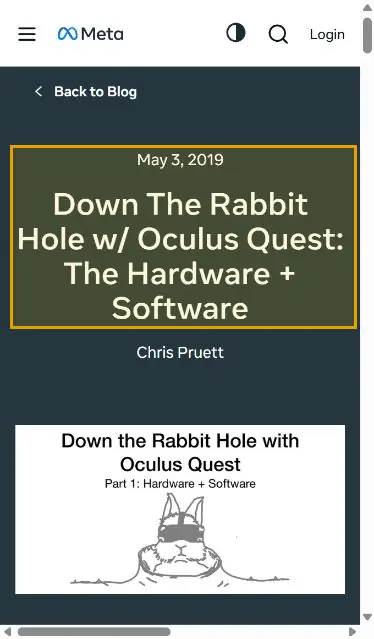 Meta
Login
Back to Blog
May 3, 2019
Down The Rabbit
Hole w/ Oculus Quest:
The Hardware +
Software
Chris Pruett
Down the Rabbit Hole with
Oculus Quest
Part 1: Hardware + Software